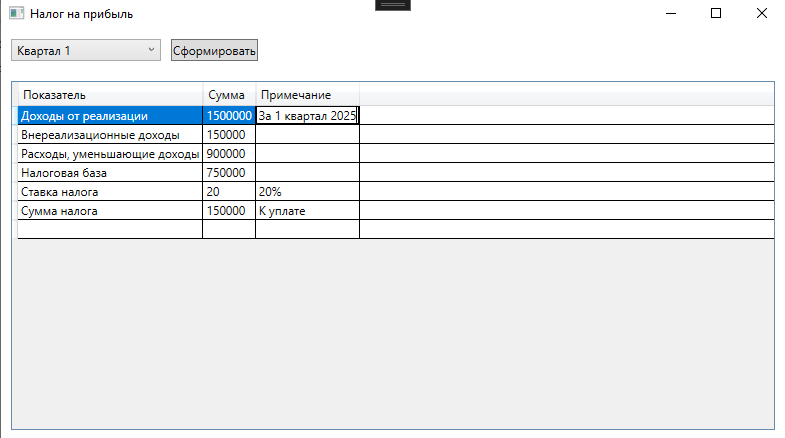 Налог на прибыль
Квартал 1 Сформировать
Показатель Сумма Примечание
Доходы от реализации 1500000 За 1 квартал 2025
Внереализационные доходы 150000
Расходы, уменьшающие доходы 900000
Налоговая база 750000
Ставка налога 20 20%
Сумма налога 150000 К уплате